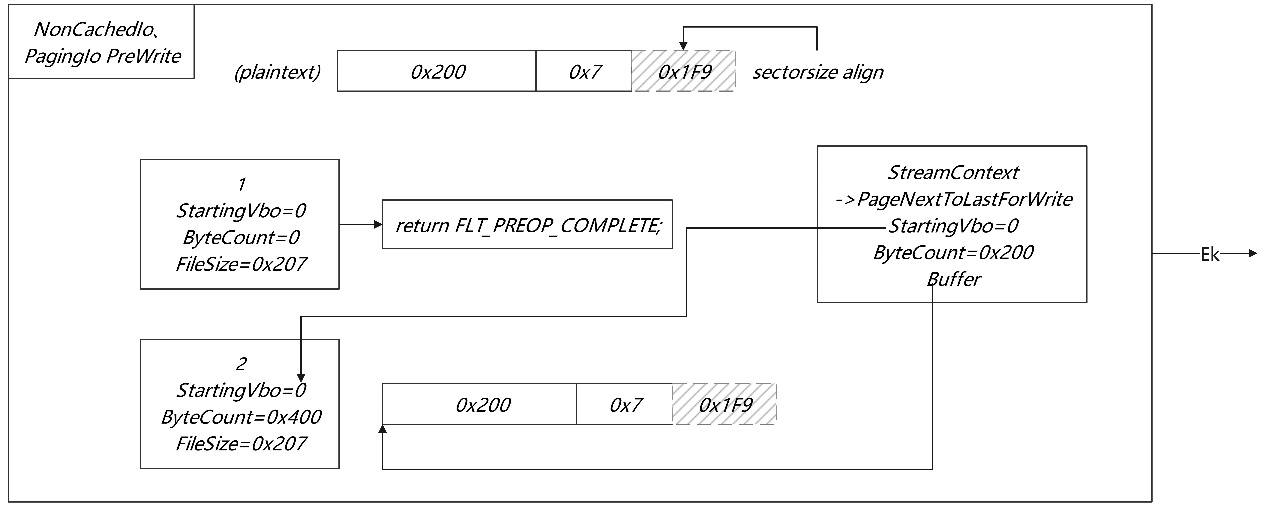 NonCachedIo、
PagingIo PreWrite
(plaintext)
0x200
0x7
0x1F9
sectorsize align
1
StartingVbo=0
ByteCount=0
FileSize=0x207
return FLT_PREOP_COMPLETE;
StreamContext
->PageNextToLastForWrite
StartingVbo=0
ByteCount=0x200
Buffer
Ek
2
StartingVbo=0
ByteCount=0x400
FileSize=0x207
0x200
0x7
0x1F9